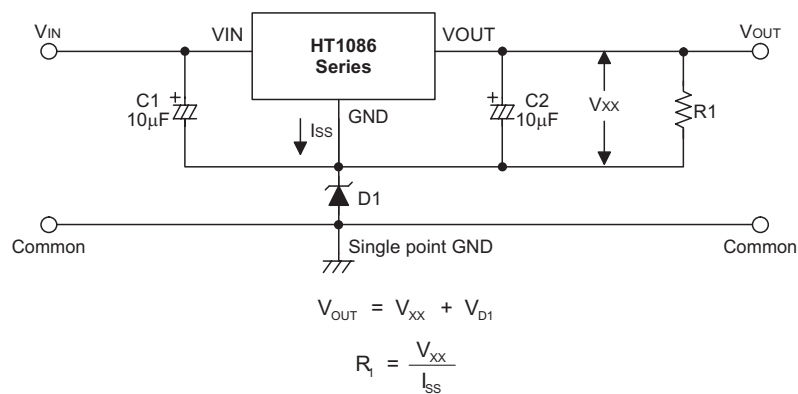 VIN
VOUT
VIN
HT1086
Series
VOUT
C1
10μF
+
GND
ISS
C2
10μF
+
VXX
R1
D1
Common
Single point GND
Common
VOUT = VXX + VD1
R1 = VXX / ISS